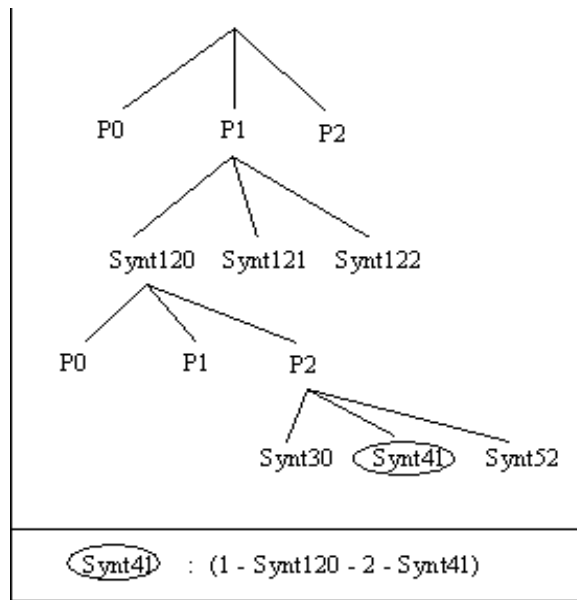 P0 P1 P2
Synt120 Synt121 Synt122
P0 P1 P2
Synt30 Synt41 Synt52
Synt41 : (1 - Synt120 - 2 - Synt41)